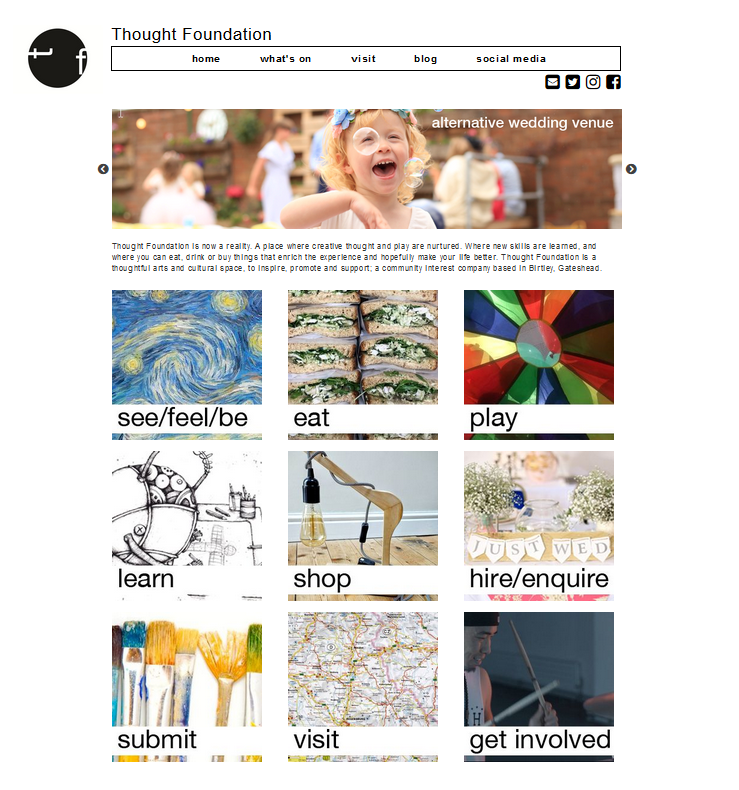 t f
Thought Foundation
home what's on visit blog social media
alternative wedding venue
Thought Foundation is now a reality. A place where creative thought and play are nurtured. Where new skills are learned, and
where you can eat, drink or buy things that enrich the experience and hopefully make your life better. Thought Foundation is a
thoughtful arts and cultural space, to inspire, promote and support; a community interest company based in Birtley, Gateshead.
see/feel/be eat play
JUST WED
learn shop hire/enquire
H
submit visit get involved